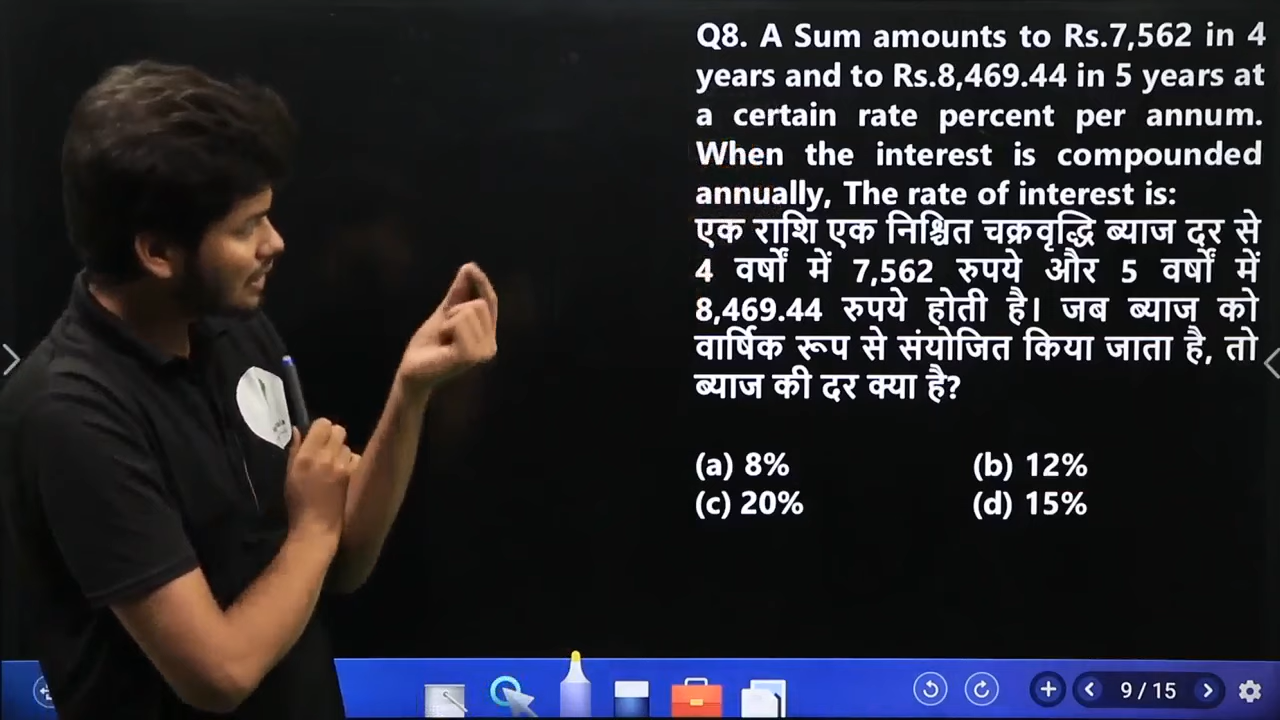 Q8. A Sum amounts to Rs.7,562 in 4
years and to Rs.8,469.44 in 5 years at
a certain rate percent per annum.
When the interest is compounded
annually, The rate of interest is:
एक राशि एक निश्चित चक्रवृद्धि ब्याज दर से
4 वर्षों में 7,562 रुपये और 5 वर्षों में
8,469.44 रुपये होती है। जब ब्याज को
वार्षिक रूप से संयोजित किया जाता है, तो
ब्याज की दर क्या है?
(a) 8% (b) 12%
(c) 20% (d) 15%
9 / 15